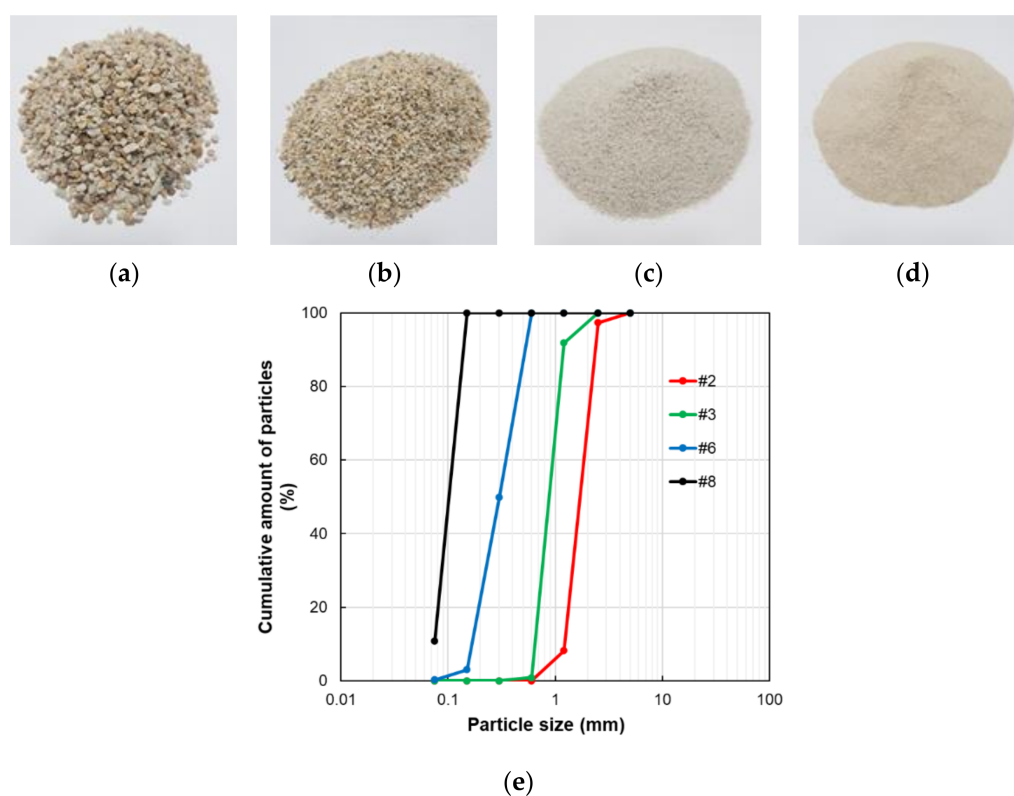 (a) (b) (c) (d)
100
80
60
40
20
0
Cumulative amount of particles
(%)
#2
#3
#6
#8
0.01 0.1 1 10 100
Particle size (mm)
(e)